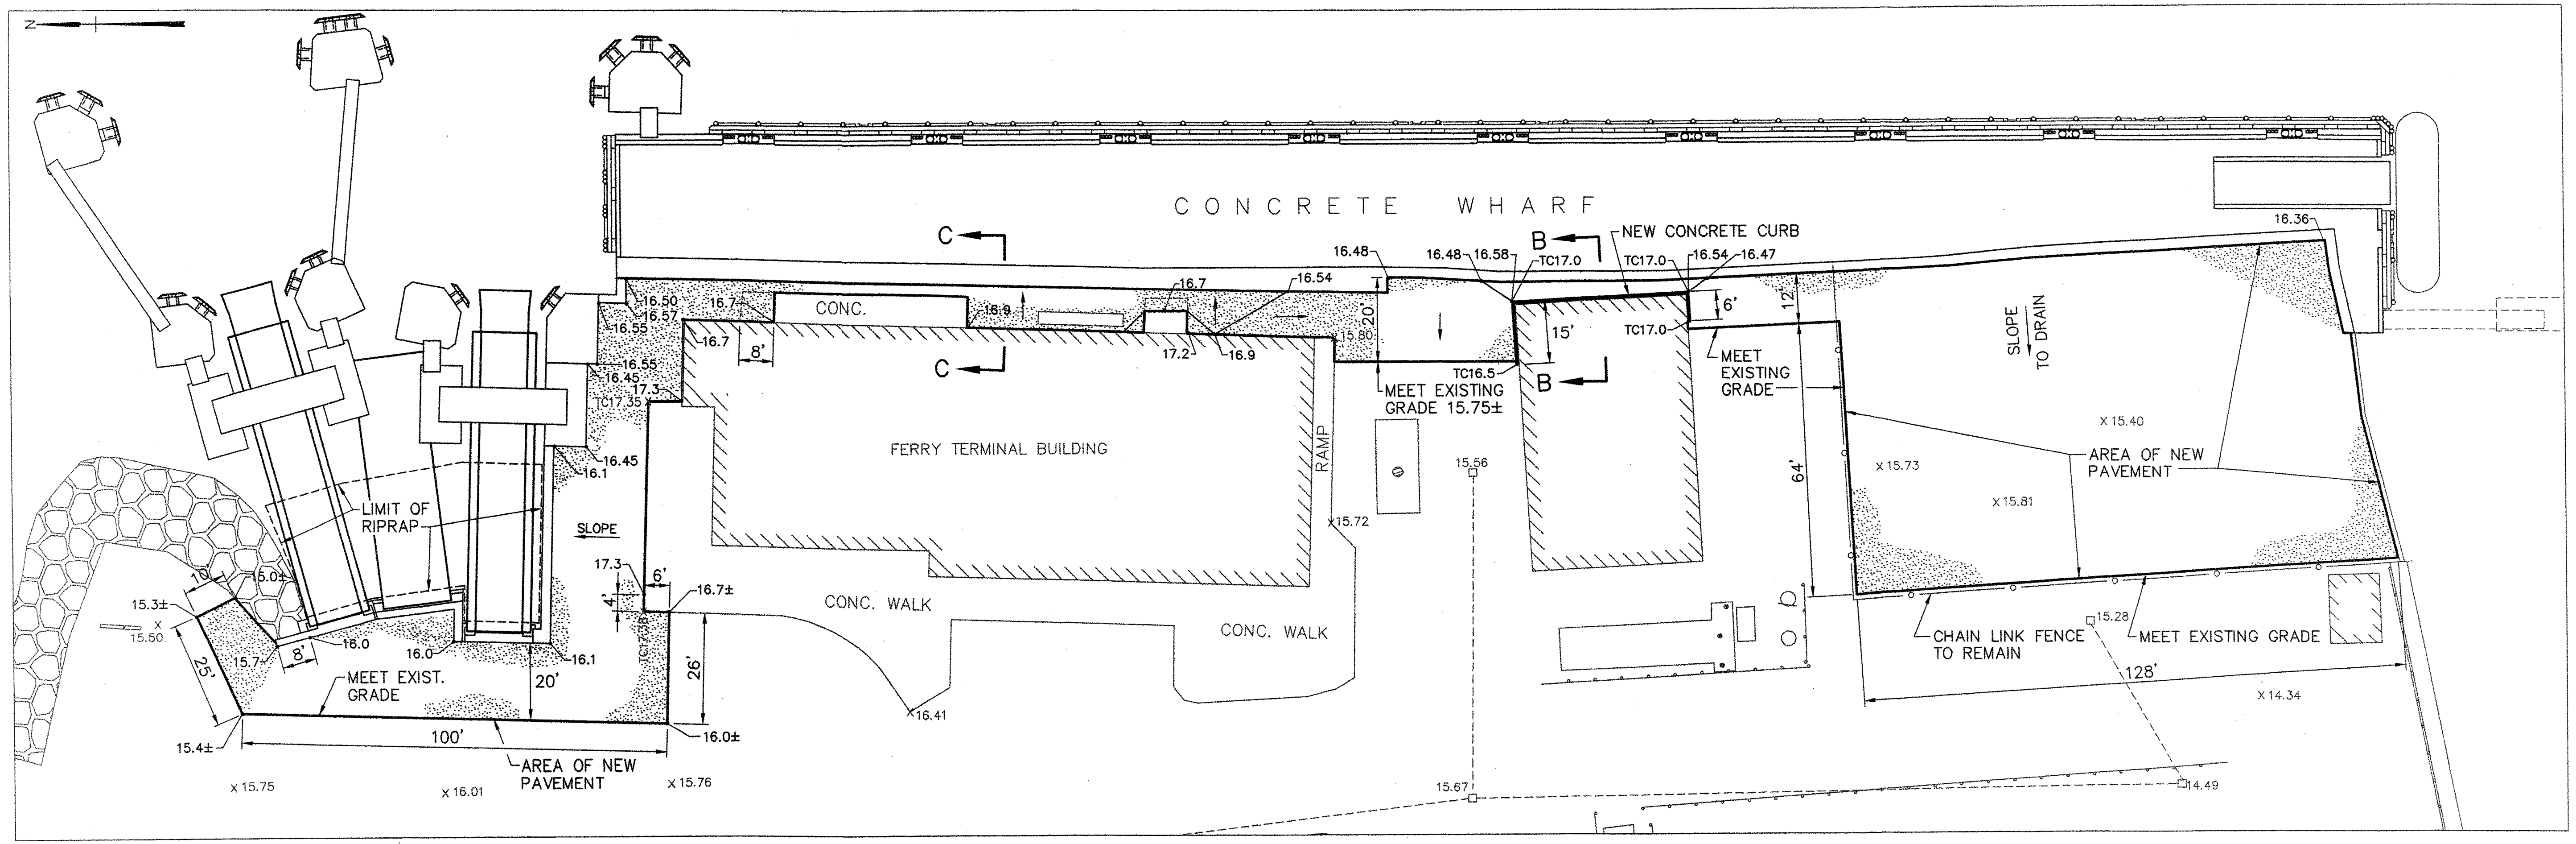 N
CONCRETE WHARF
16.36
C
B
NEW CONCRETE CURB
16.48
16.48
16.58
TC17.0
TC17.0
16.54
16.47
16.54
16.7
16.50
16.57
16.55
16.7
CONC.
16.9
15.80
20'
12'
6'
15'
TC17.0
SLOPE
TO DRAIN
16.7
8'
17.2
16.9
16.55
16.45
17.3
TC17.35
C
B
TC16.5
MEET EXISTING
GRADE 15.75±
MEET
EXISTING
GRADE
FERRY TERMINAL BUILDING
RAMP
15.40
16.45
16.1
15.56
64'
15.73
AREA OF NEW
PAVEMENT
15.81
LIMIT OF
RIPRAP
SLOPE
15.72
17.3
6'
4'
16.7±
TC17.38
10'
15.0±
15.3±
15.50
CONC. WALK
CONC. WALK
15.28
CHAIN LINK FENCE
TO REMAIN
MEET EXISTING GRADE
25'
15.7
8'
16.0
16.0
16.1
MEET EXIST.
GRADE
20'
26'
128'
14.34
16.41
15.4±
100'
16.0±
AREA OF NEW
PAVEMENT
15.75
16.01
15.76
15.67
14.49